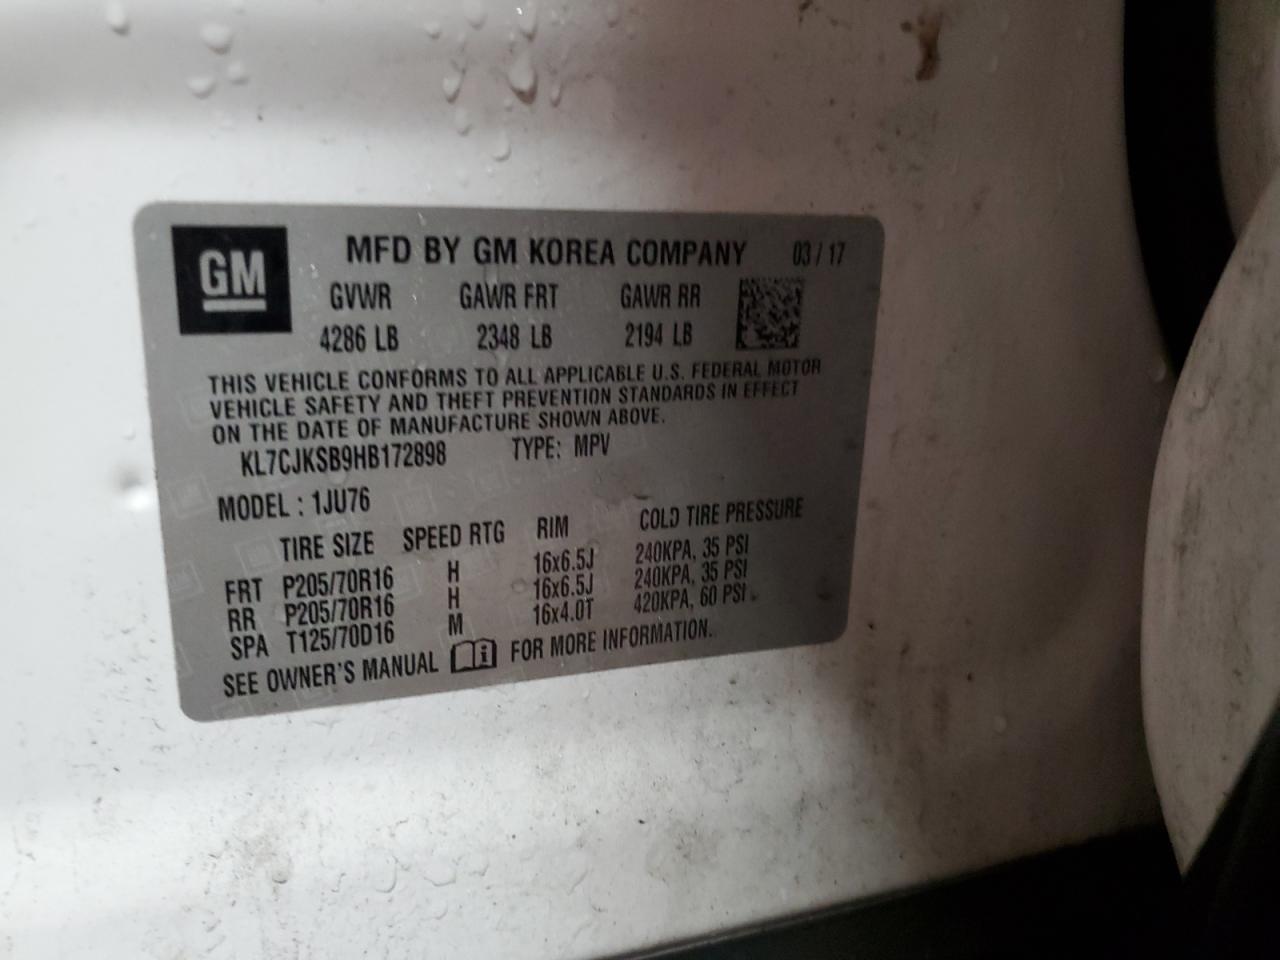 GM
MFD BY GM KOREA COMPANY 03/17
GVWR GAWR FRT GAWR RR
4286 LB 2348 LB 2194 LB
THIS VEHICLE CONFORMS TO ALL APPLICABLE U.S. FEDERAL MOTOR
VEHICLE SAFETY AND THEFT PREVENTION STANDARDS IN EFFECT
ON THE DATE OF MANUFACTURE SHOWN ABOVE.
KL7CJKSB9HB172898 TYPE: MPV
MODEL : 1JU76
TIRE SIZE SPEED RTG RIM COLD TIRE PRESSURE
FRT P205/70R16 H 16x6.5J 240KPA, 35 PSI
RR P205/70R16 H 16x6.5J 240KPA, 35 PSI
SPA T125/70D16 M 16x4.0T 420KPA, 60 PSI
SEE OWNER'S MANUAL i FOR MORE INFORMATION.